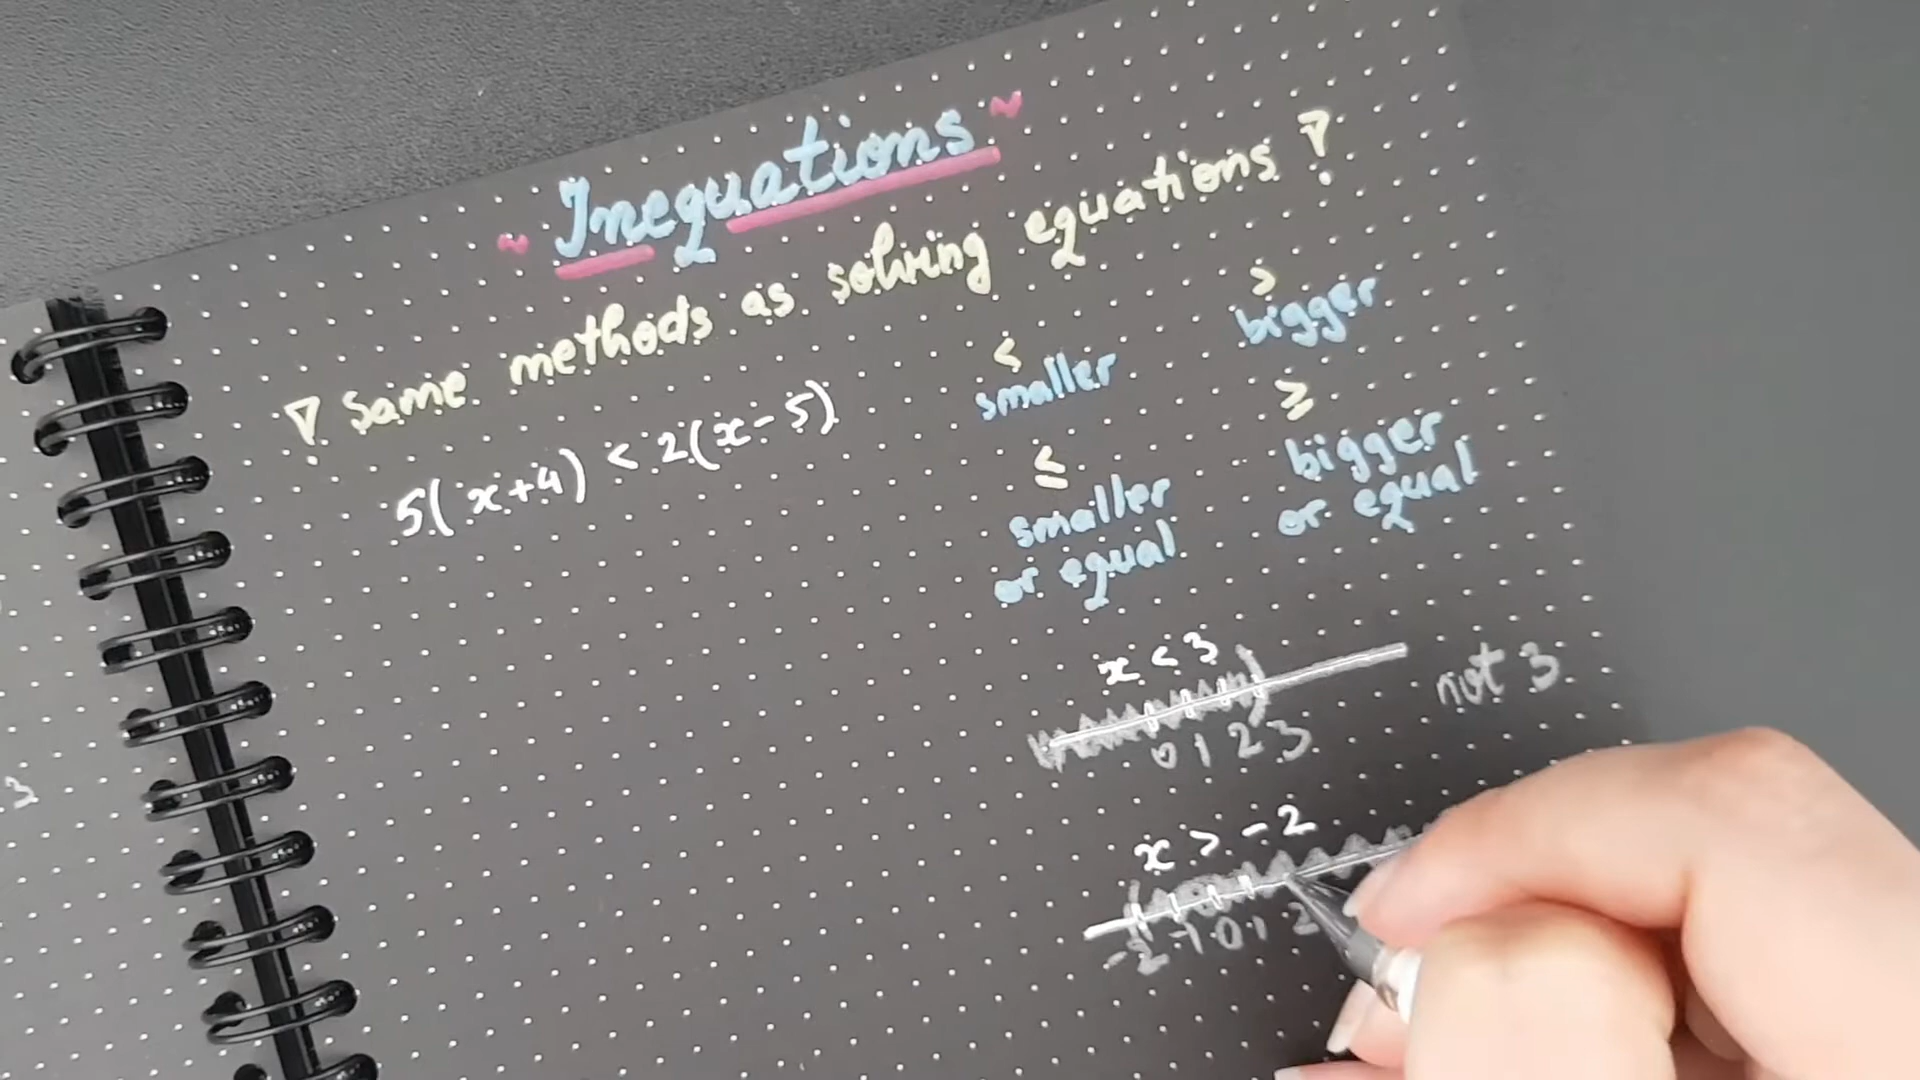 ~ Inequations ~
! Same methods as solving equations !
5(x+4) < 2(x-5)
< >
smaller bigger
≤ ≥
smaller or equal
bigger or equal
x < 3
0 1 2 3
not 3
x > -2
-2 -1 0 1 2
3